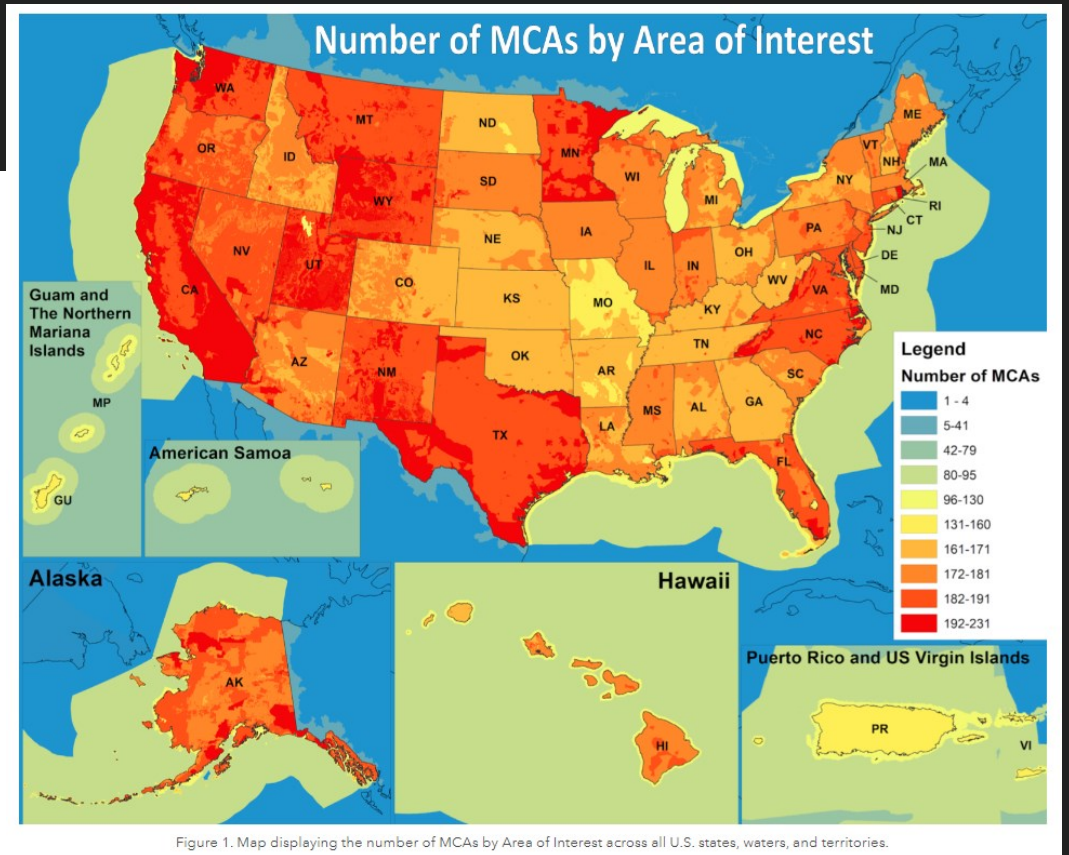 Number of MCAs by Area of Interest
WA
MT
ND
MN
ME
OR
ID
SD
WI
VT
NH
MA
WY
MI
NY
RI
CT
NV
UT
NE
IA
PA
NJ
CA
CO
IL
IN
OH
WV
DE
MD
VA
KS
MO
KY
NC
AZ
NM
OK
AR
TN
SC
TX
LA
MS
AL
GA
FL
Guam and
The Northern
Mariana
Islands
MP
GU
American Samoa
Legend
Number of MCAs
1 - 4
5-41
42-79
80-95
96-130
131-160
161-171
172-181
182-191
192-231
Alaska
AK
Hawaii
HI
Puerto Rico and US Virgin Islands
PR
VI
Figure 1. Map displaying the number of MCAs by Area of Interest across all U.S. states, waters, and territories.